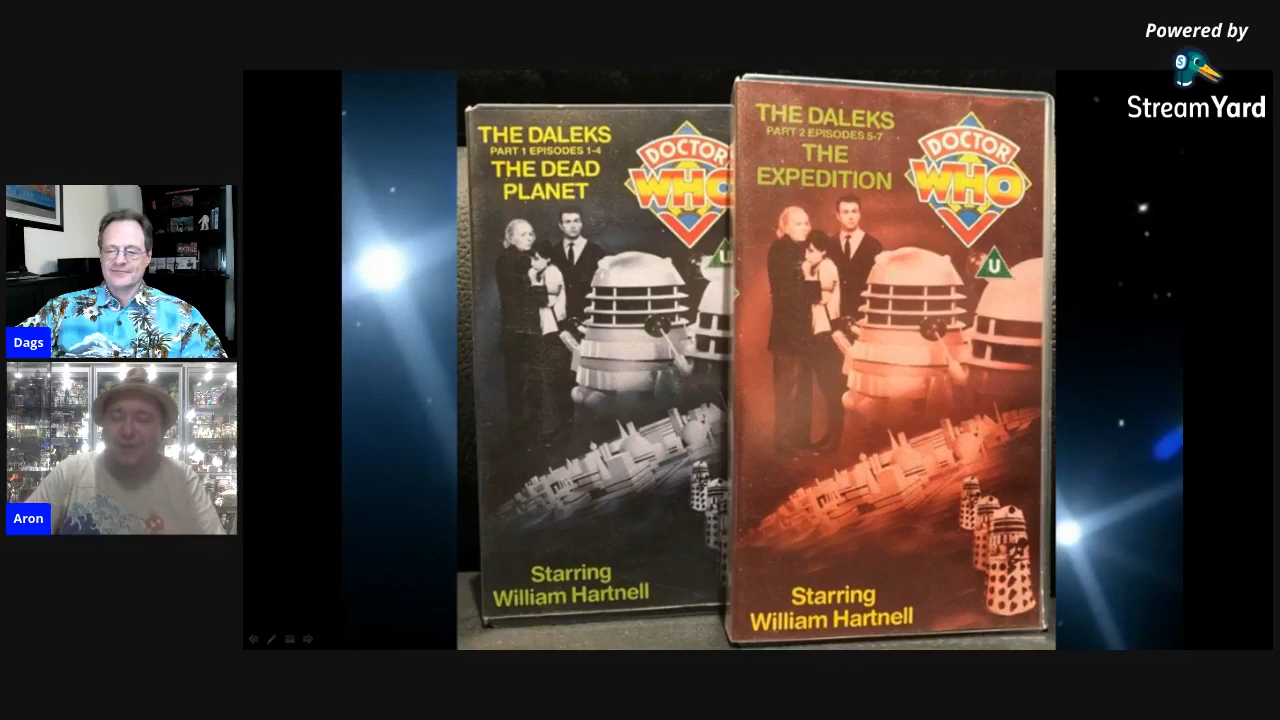 Powered by
StreamYard
THE DALEKS
PART 1 EPISODES 1-4
THE DEAD
PLANET
DOCTOR
WHO
U
Starring
William Hartnell
THE DALEKS
PART 2 EPISODES 5-7
THE
EXPEDITION
DOCTOR
WHO
U
Starring
William Hartnell
Dags
Aron